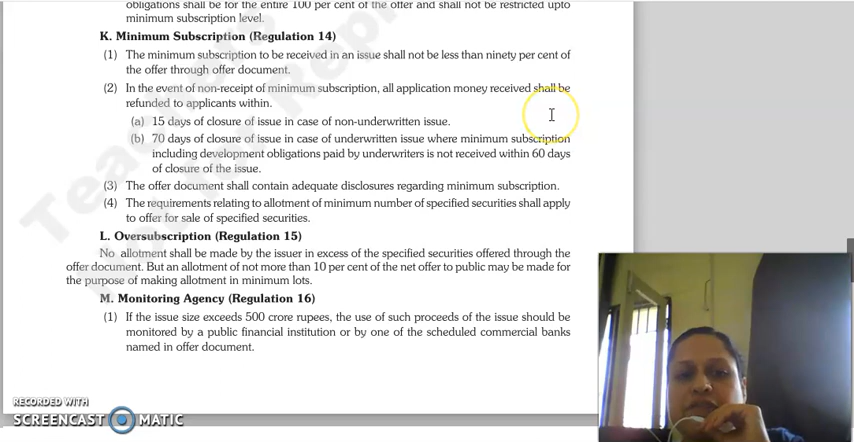 obligations shall be for the entire 100 per cent of the offer and shall not be restricted upto
minimum subscription level.
K. Minimum Subscription (Regulation 14)
(1) The minimum subscription to be received in an issue shall not be less than ninety per cent of
the offer through offer document.
(2) In the event of non-receipt of minimum subscription, all application money received shall be
refunded to applicants within.
(a) 15 days of closure of issue in case of non-underwritten issue.
(b) 70 days of closure of issue in case of underwritten issue where minimum subscription
including development obligations paid by underwriters is not received within 60 days
of closure of the issue.
(3) The offer document shall contain adequate disclosures regarding minimum subscription.
(4) The requirements relating to allotment of minimum number of specified securities shall apply
to offer for sale of specified securities.
L. Oversubscription (Regulation 15)
No allotment shall be made by the issuer in excess of the specified securities offered through the
offer document. But an allotment of not more than 10 per cent of the net offer to public may be made for
the purpose of making allotment in minimum lots.
M. Monitoring Agency (Regulation 16)
(1) If the issue size exceeds 500 crore rupees, the use of such proceeds of the issue should be
monitored by a public financial institution or by one of the scheduled commercial banks
named in offer document.
RECORDED WITH
SCREENCAST MATIC